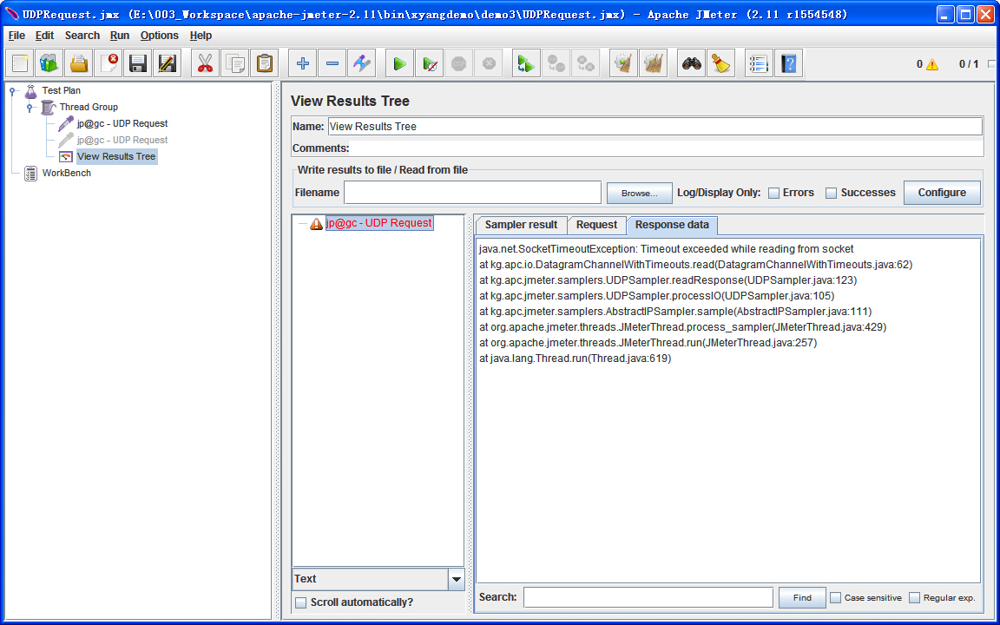 UDPRequest.jmx (E:\003_Workspace\apache-jmeter-2.11\bin\xyangdemo\demo3\UDPRequest.jmx) - Apache JMeter (2.11 r1554548)
File Edit Search Run Options Help
0 0 / 1
Test Plan
Thread Group
jp@gc - UDP Request
jp@gc - UDP Request
View Results Tree
WorkBench
View Results Tree
Name: View Results Tree
Comments:
Write results to file / Read from file
Filename Browse... Log/Display Only: Errors Successes Configure
jp@gc - UDP Request
Sampler result Request Response data
java.net.SocketTimeoutException: Timeout exceeded while reading from socket
at kg.apc.io.DatagramChannelWithTimeouts.read(DatagramChannelWithTimeouts.java:62)
at kg.apc.jmeter.samplers.UDPSampler.readResponse(UDPSampler.java:123)
at kg.apc.jmeter.samplers.UDPSampler.processIO(UDPSampler.java:105)
at kg.apc.jmeter.samplers.AbstractIPSampler.sample(AbstractIPSampler.java:111)
at org.apache.jmeter.threads.JMeterThread.process_sampler(JMeterThread.java:429)
at org.apache.jmeter.threads.JMeterThread.run(JMeterThread.java:257)
at java.lang.Thread.run(Thread.java:619)
Text
Scroll automatically?
Search: Find Case sensitive Regular exp.